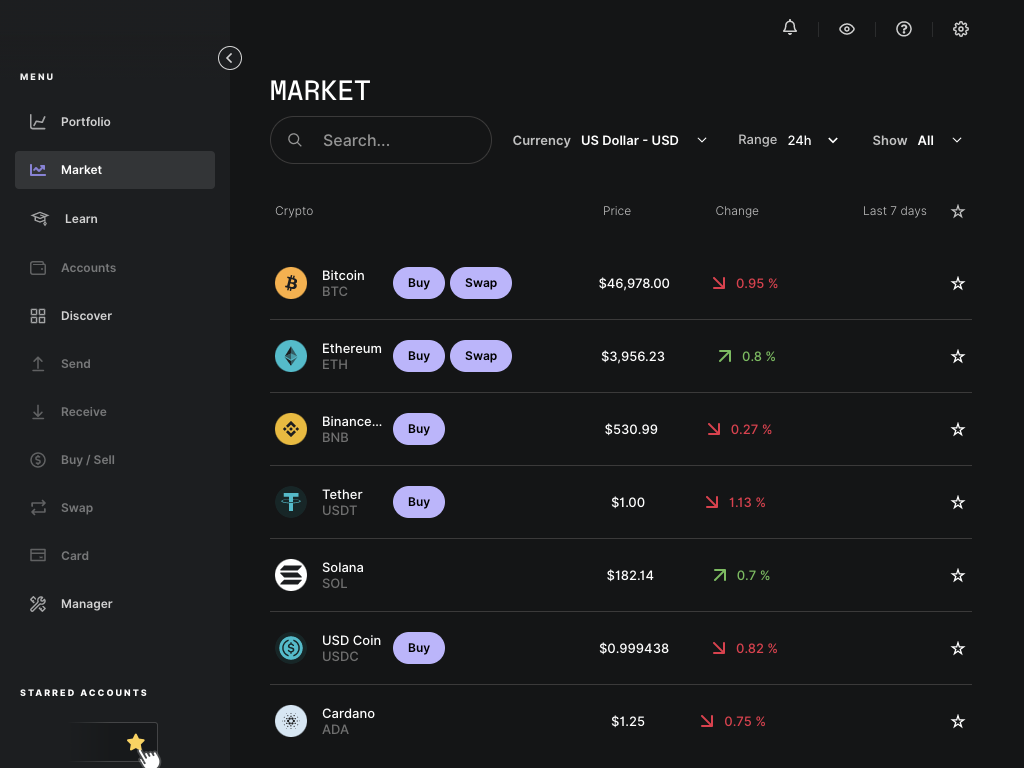 MENU
Portfolio
Market
Learn
Accounts
Discover
Send
Receive
Buy / Sell
Swap
Card
Manager
STARRED ACCOUNTS
MARKET
Search...
Currency US Dollar - USD
Range 24h
Show All
Crypto Price Change Last 7 days
Bitcoin
BTC
Buy Swap $46,978.00 0.95 %
Ethereum
ETH
Buy Swap $3,956.23 0.8 %
Binance...
BNB
Buy $530.99 0.27 %
Tether
USDT
Buy $1.00 1.13 %
Solana
SOL
$182.14 0.7 %
USD Coin
USDC
Buy $0.999438 0.82 %
Cardano
ADA
$1.25 0.75 %